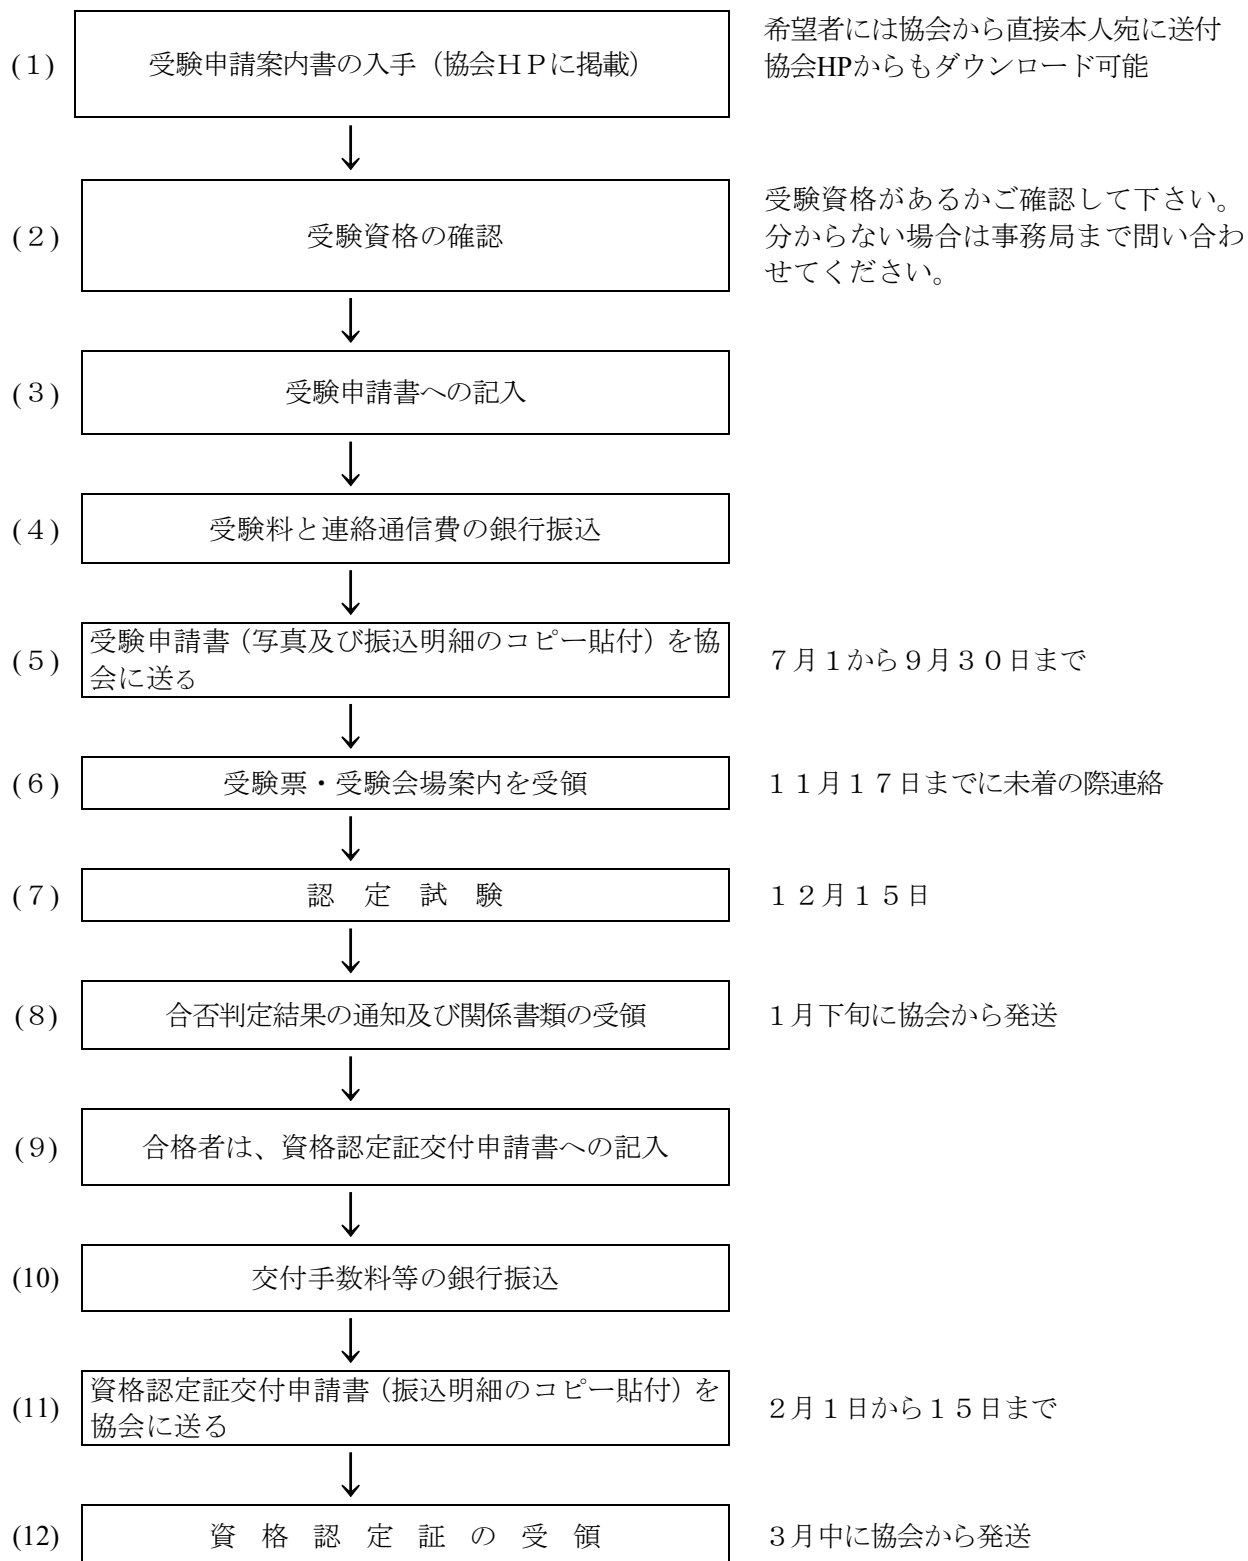 (１) 受験申請案内書の入手（協会ＨＰに掲載）
希望者には協会から直接本人宛に送付
協会HPからもダウンロード可能
(２) 受験資格の確認
受験資格があるかご確認して下さい。
分からない場合は事務局まで問い合わ
せてください。
(３) 受験申請書への記入
(４) 受験料と連絡通信費の銀行振込
(５) 受験申請書（写真及び振込明細のコピー貼付）を協
会に送る
７月１から９月３０日まで
(６) 受験票・受験会場案内を受領
１１月１７日までに未着の際連絡
(７) 認　定　試　験
１２月１５日
(８) 合否判定結果の通知及び関係書類の受領
１月下旬に協会から発送
(９) 合格者は、資格認定証交付申請書への記入
(10) 交付手数料等の銀行振込
(11) 資格認定証交付申請書（振込明細のコピー貼付）を
協会に送る
２月１日から１５日まで
(12) 資　格　認　定　証　の　受　領
３月中に協会から発送